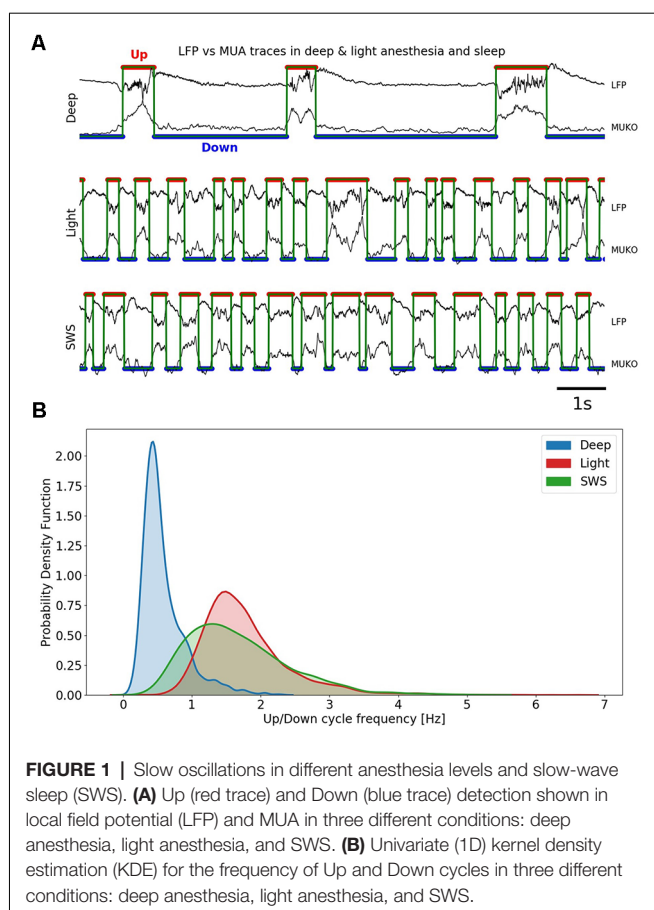 A
LFP vs MUA traces in deep & light anesthesia and sleep
Up
Deep
LFP
MUKO
Down
Light
LFP
MUKO
SWS
LFP
MUKO
1s
B
Probability Density Function
2.00
1.75
1.50
1.25
1.00
0.75
0.50
0.25
0.00
Deep
Light
SWS
0 1 2 3 4 5 6 7
Up/Down cycle frequency [Hz]
FIGURE 1 | Slow oscillations in different anesthesia levels and slow-wave
sleep (SWS). (A) Up (red trace) and Down (blue trace) detection shown in
local field potential (LFP) and MUA in three different conditions: deep
anesthesia, light anesthesia, and SWS. (B) Univariate (1D) kernel density
estimation (KDE) for the frequency of Up and Down cycles in three different
conditions: deep anesthesia, light anesthesia, and SWS.